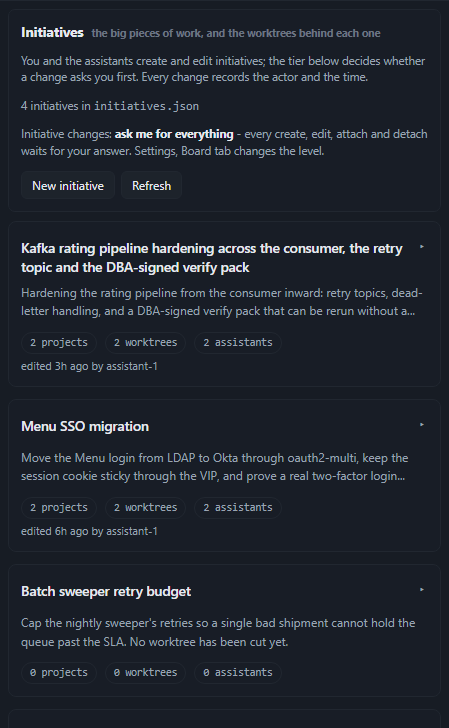 Initiatives the big pieces of work, and the worktrees behind each one
You and the assistants create and edit initiatives; the tier below decides whether
a change asks you first. Every change records the actor and the time.
4 initiatives in initiatives.json
Initiative changes: ask me for everything - every create, edit, attach and detach
waits for your answer. Settings, Board tab changes the level.
New initiative Refresh
Kafka rating pipeline hardening across the consumer, the retry
topic and the DBA-signed verify pack
Hardening the rating pipeline from the consumer inward: retry topics, dead-
letter handling, and a DBA-signed verify pack that can be rerun without a...
2 projects 2 worktrees 2 assistants
edited 3h ago by assistant-1
Menu SSO migration
Move the Menu login from LDAP to Okta through oauth2-multi, keep the
session cookie sticky through the VIP, and prove a real two-factor login...
2 projects 2 worktrees 2 assistants
edited 6h ago by assistant-1
Batch sweeper retry budget
Cap the nightly sweeper's retries so a single bad shipment cannot hold the
queue past the SLA. No worktree has been cut yet.
0 projects 0 worktrees 0 assistants